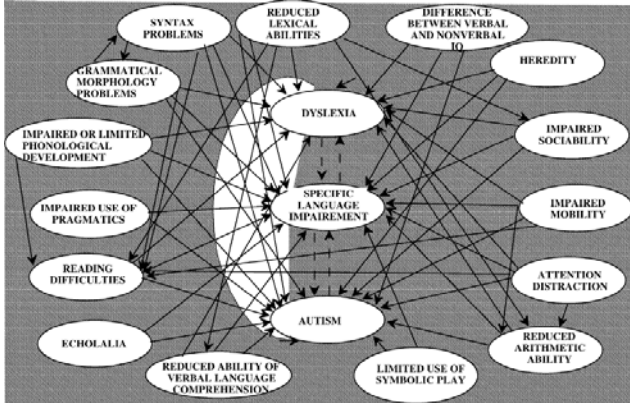 SYNTAX
PROBLEMS
REDUCED
LEXICAL
ABILITIES
DIFFERENCE
BETWEEN VERBAL
AND NONVERBAL
IQ
GRAMMATICAL
MORPHOLOGY
PROBLEMS
HEREDITY
DYSLEXIA
IMPAIRED OR LIMITED
PHONOLOGICAL
DEVELOPMENT
IMPAIRED
SOCIABILITY
SPECIFIC
LANGUAGE
IMPAIREMENT
IMPAIRED USE OF
PRAGMATICS
IMPAIRED
MOBILITY
READING
DIFFICULTIES
ATTENTION
DISTRACTION
AUTISM
ECHOLALIA
REDUCED
ARITHMETIC
ABILITY
REDUCED ABILITY OF
VERBAL LANGUAGE
COMPREHENSION
LIMITED USE OF
SYMBOLIC PLAY